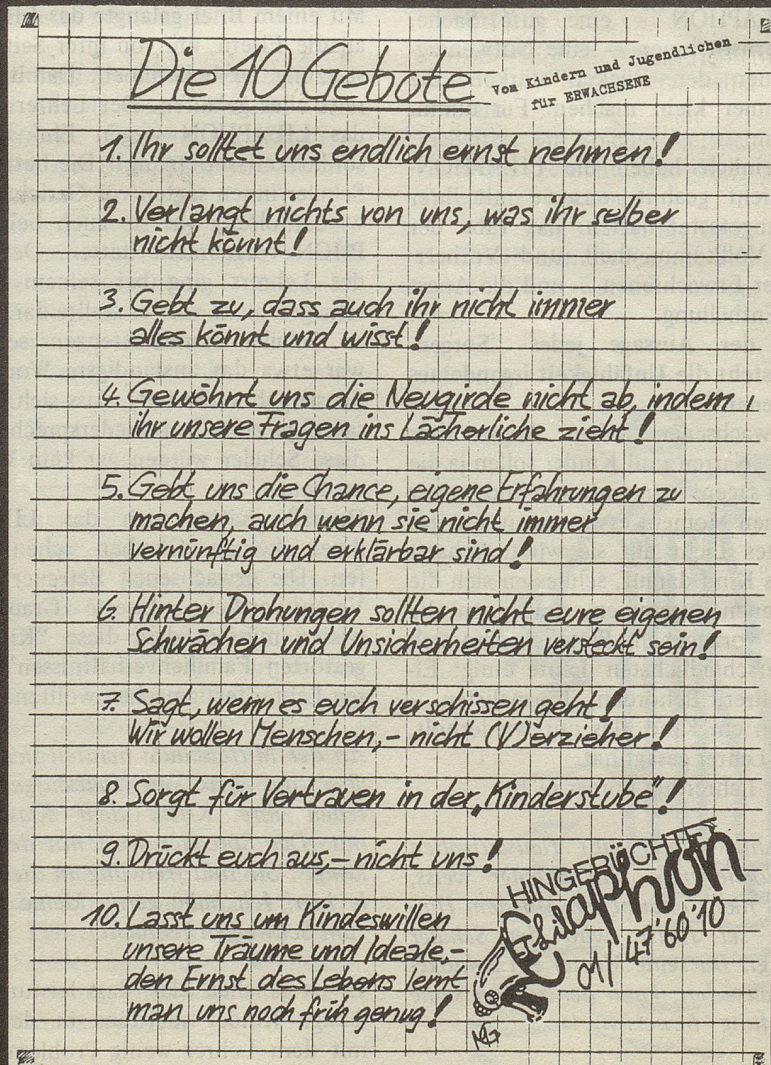 Die 10 Gebote
Vom Kindern und Jugendlichen
für ERWACHSENE
1. Ihr solltet uns endlich ernst nehmen!
2. Verlangt nichts von uns, was ihr selber
nicht könnt!
3. Gebt zu, dass auch ihr nicht immer
alles könnt und wisst!
4. Gewöhnt uns die Neugirde nicht ab, indem
ihr unsere Fragen ins Lächerliche zieht!
5. Gebt uns die Chance, eigene Erfahrungen zu
machen, auch wenn sie nicht immer
vernünftig und erklärbar sind!
6. Hinter Drohungen sollten nicht eure eigenen
Schwächen und Unsicherheiten versteckt sein!
7. Sagt, wenn es euch verschissen geht!
Wir wollen Menschen,- nicht (V)erzieher!
8. Sorgt für Vertrauen in der „Kinderstube"!
9. Drückt euch aus,- nicht uns!
10. Lasst uns um Kindeswillen
unsere Träume und Ideale,-
den Ernst des Lebens lernt
man uns noch früh genug!
01/'47'60'10